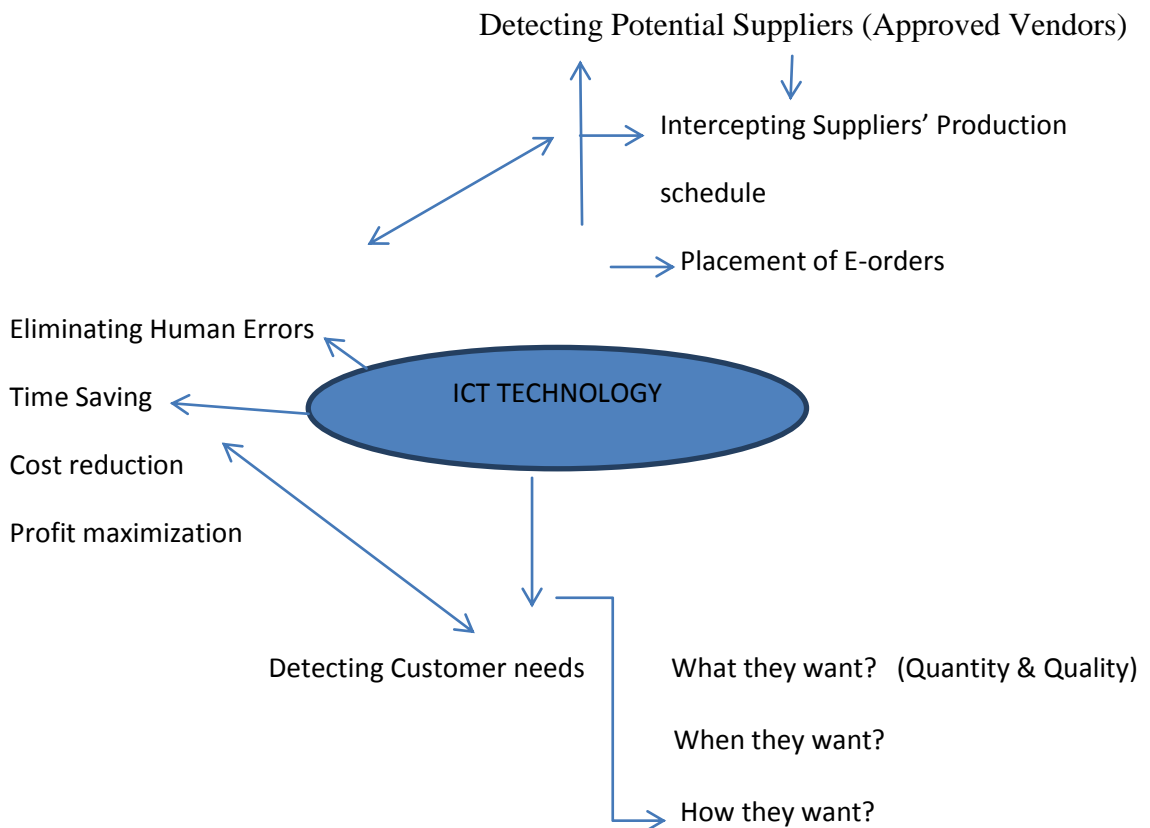 Detecting Potential Suppliers (Approved Vendors)
Intercepting Suppliers’ Production
schedule
Placement of E-orders
Eliminating Human Errors
Time Saving
ICT TECHNOLOGY
Cost reduction
Profit maximization
Detecting Customer needs
What they want? (Quantity & Quality)
When they want?
How they want?